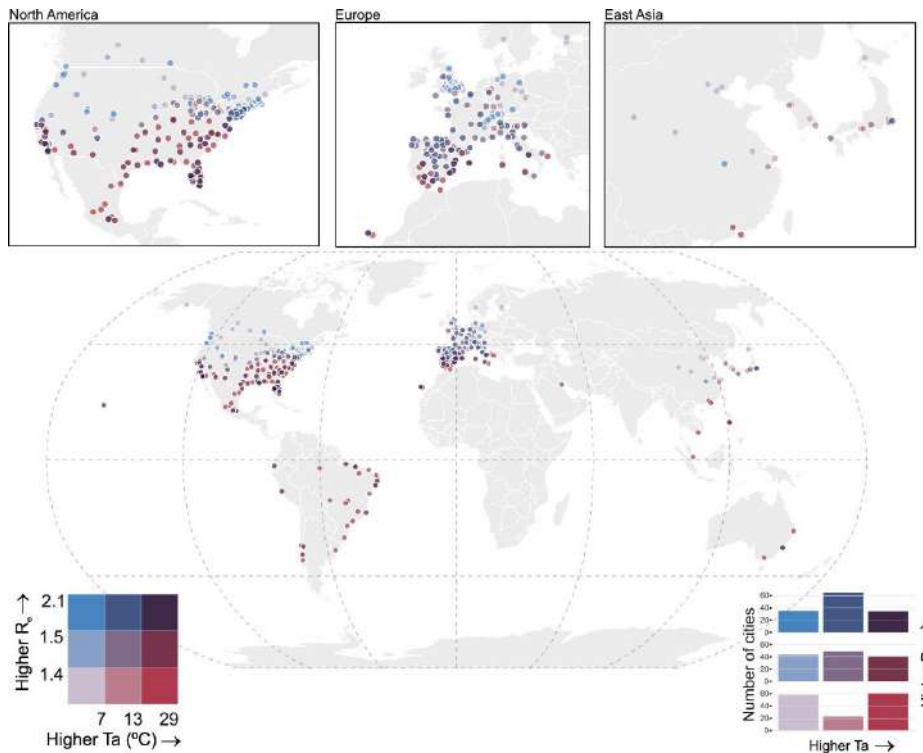 North America
Europe
East Asia
Higher Re →
2.1
1.5
1.4
7 13 29
Higher Ta (ºC) →
Number of cities
60
40
20
0
60
40
20
0
60
40
20
0
Higher Ta →